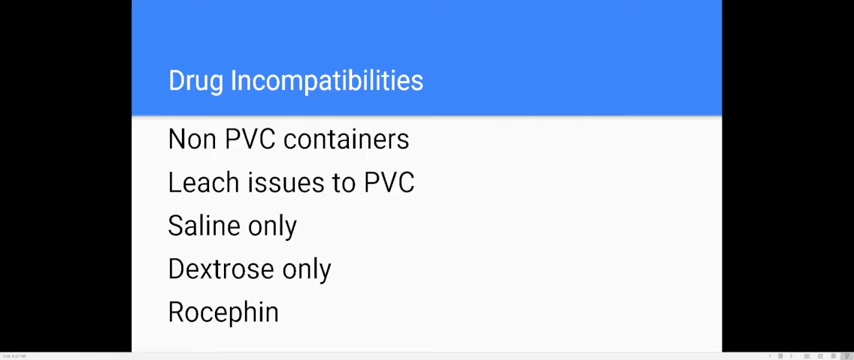 Drug Incompatibilities
Non PVC containers
Leach issues to PVC
Saline only
Dextrose only
Rocephin